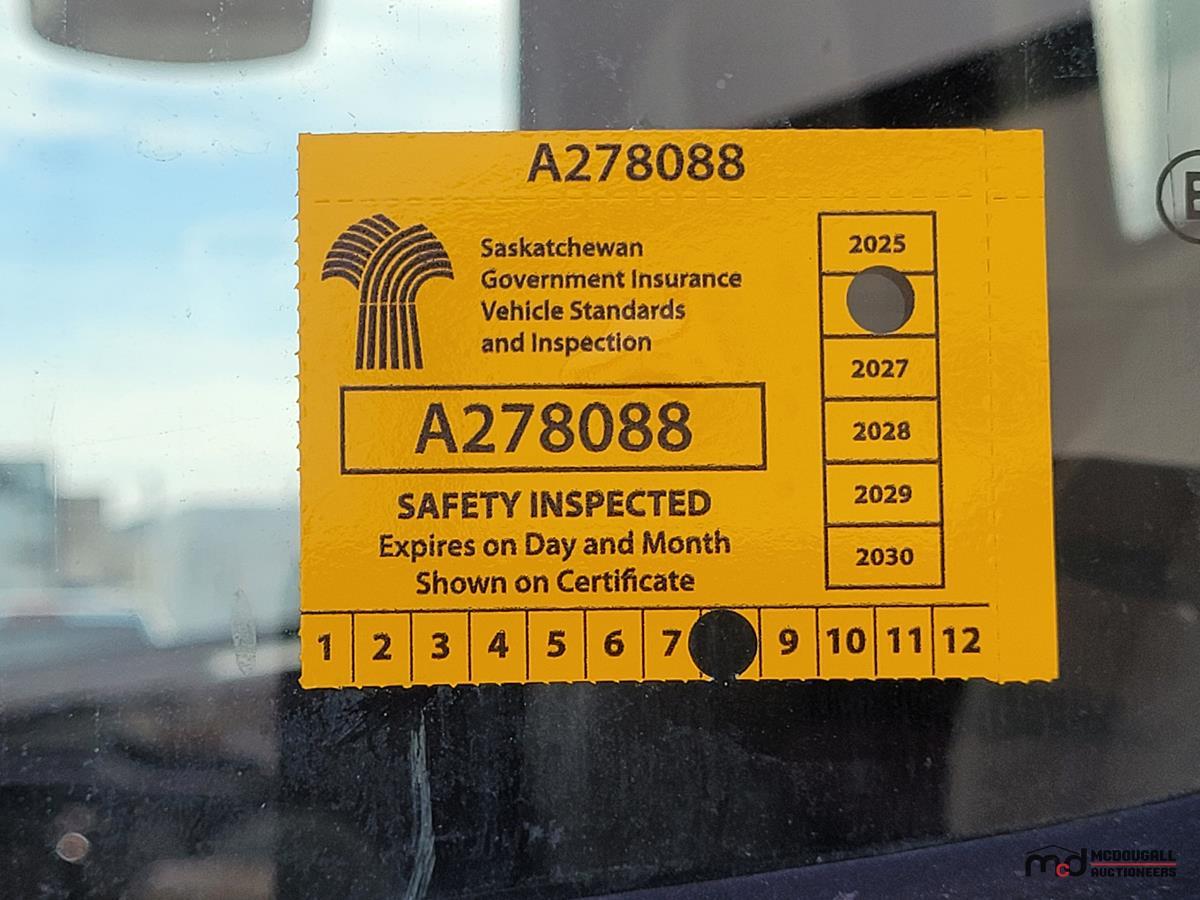 A278088
Saskatchewan
Government Insurance
Vehicle Standards
and Inspection
A278088
SAFETY INSPECTED
Expires on Day and Month
Shown on Certificate
2025
2027
2028
2029
2030
1 2 3 4 5 6 7 9 10 11 12
mcd MCDOUGALL
AUCTIONEERS